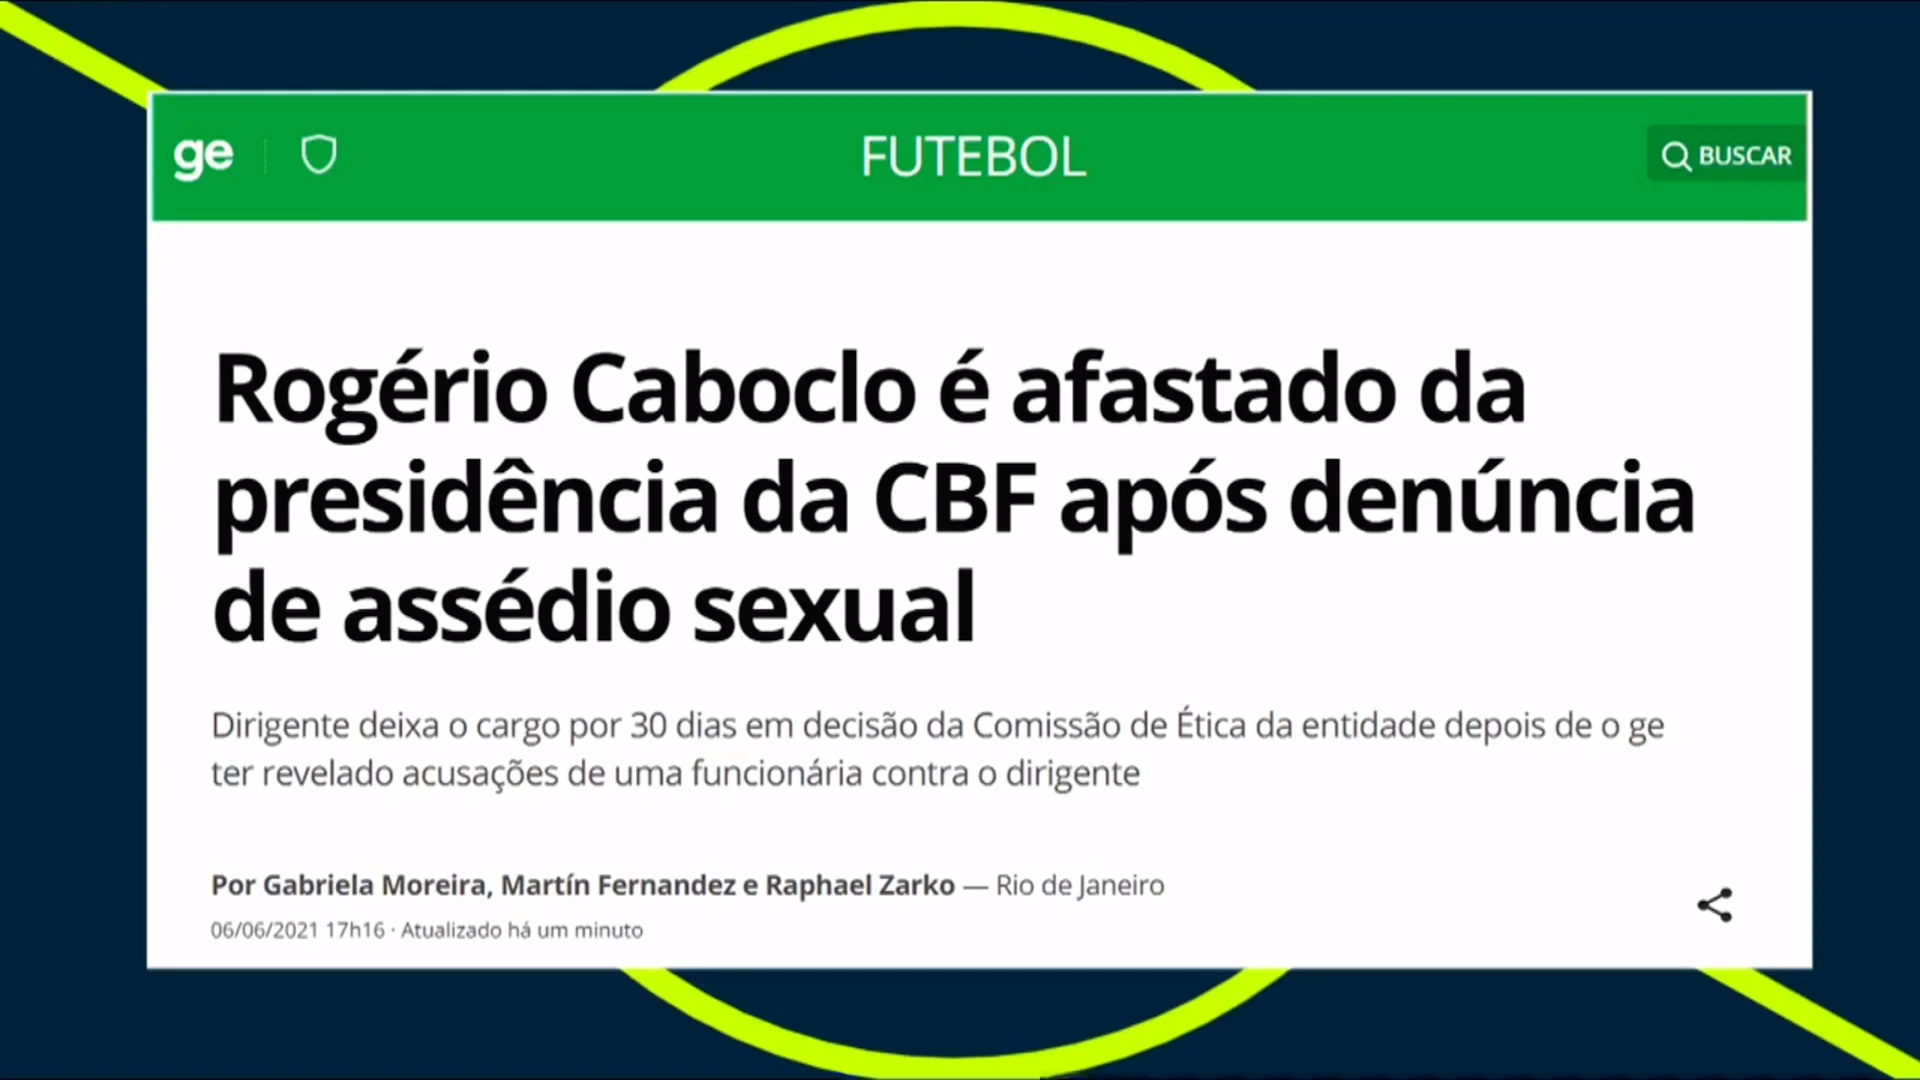 ge
FUTEBOL
BUSCAR
Rogério Caboclo é afastado da
presidência da CBF após denúncia
de assédio sexual
Dirigente deixa o cargo por 30 dias em decisão da Comissão de Ética da entidade depois de o ge
ter revelado acusações de uma funcionária contra o dirigente
Por Gabriela Moreira, Martín Fernandez e Raphael Zarko — Rio de Janeiro
06/06/2021 17h16 · Atualizado há um minuto